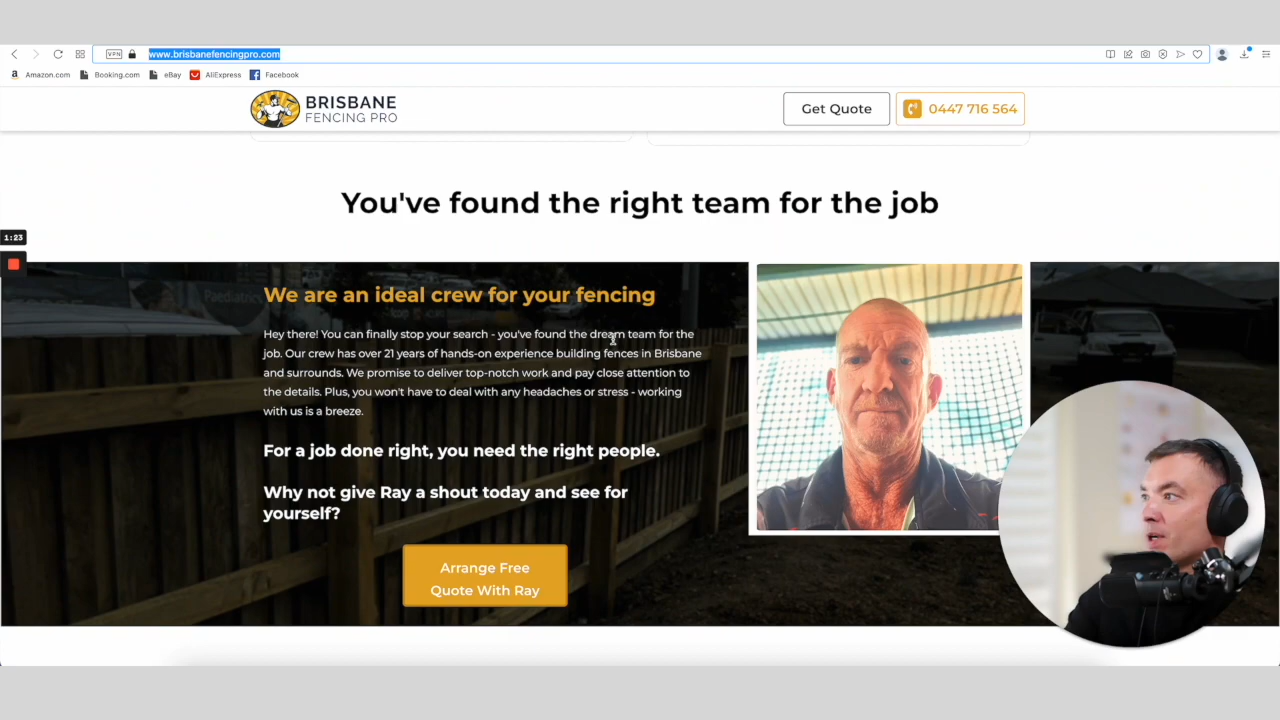 VPN
www.brisbanefencingpro.com
Amazon.com
Booking.com
eBay
AliExpress
Facebook
BRISBANE
FENCING PRO
Get Quote
0447 716 564
You've found the right team for the job
1:23
Paediatric
We are an ideal crew for your fencing
Hey there! You can finally stop your search - you've found the dream team for the
job. Our crew has over 21 years of hands-on experience building fences in Brisbane
and surrounds. We promise to deliver top-notch work and pay close attention to
the details. Plus, you won't have to deal with any headaches or stress - working
with us is a breeze.
For a job done right, you need the right people.
Why not give Ray a shout today and see for
yourself?
Arrange Free
Quote With Ray